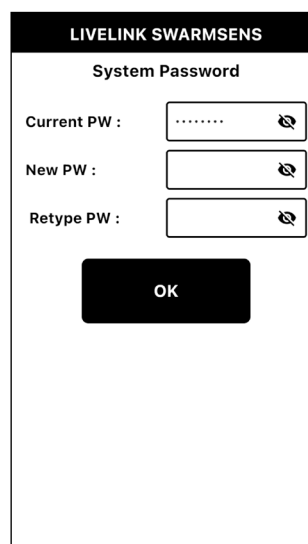 LIVELINK SWARMSENS
System Password
Current PW : ········
New PW :
Retype PW :
OK